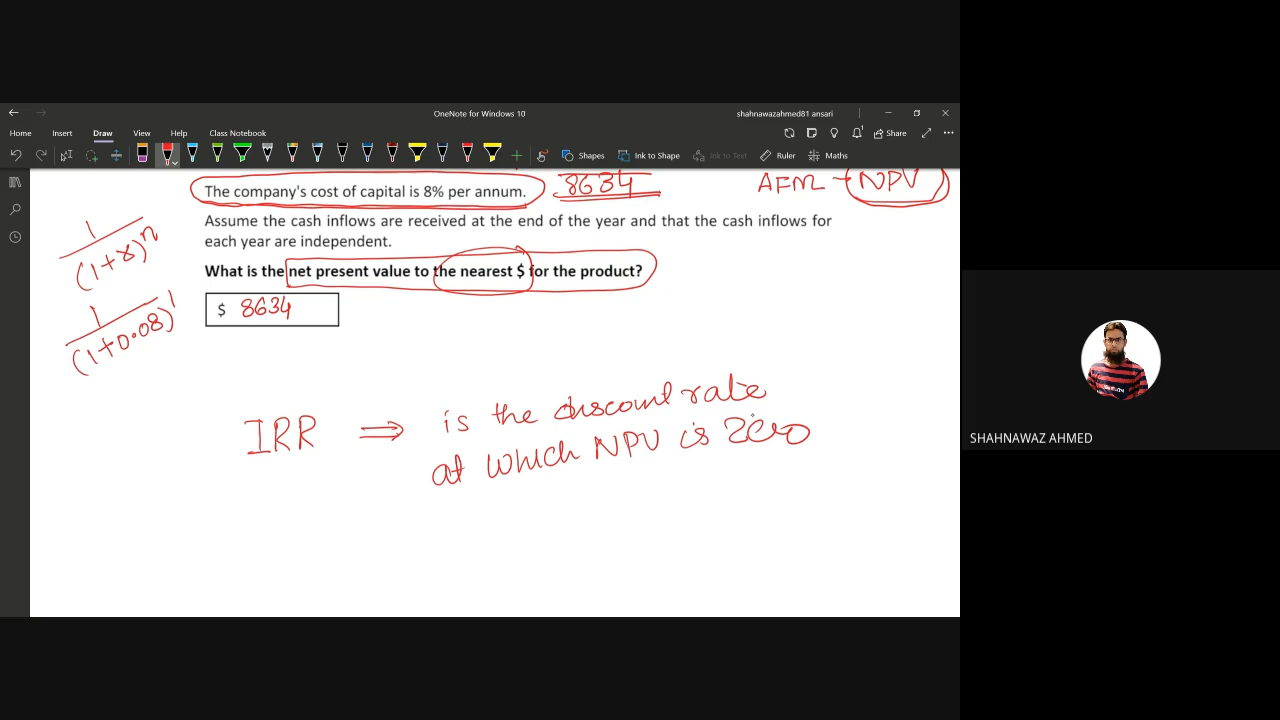 OneNote for Windows 10
shahnawazahmed81 ansari
Home Insert Draw View Help Class Notebook
Share
Shapes Ink to Shape Ink to Text Ruler Maths
The company's cost of capital is 8% per annum.
8634
AFM - NPV
Assume the cash inflows are received at the end of the year and that the cash inflows for
each year are independent.
What is the net present value to the nearest $ for the product?
$ 8634
1
(1+r)^n
1
(1+0.08)^1
IRR ⇒ is the discount rate
at which NPV is zero
SHAHNAWAZ AHMED